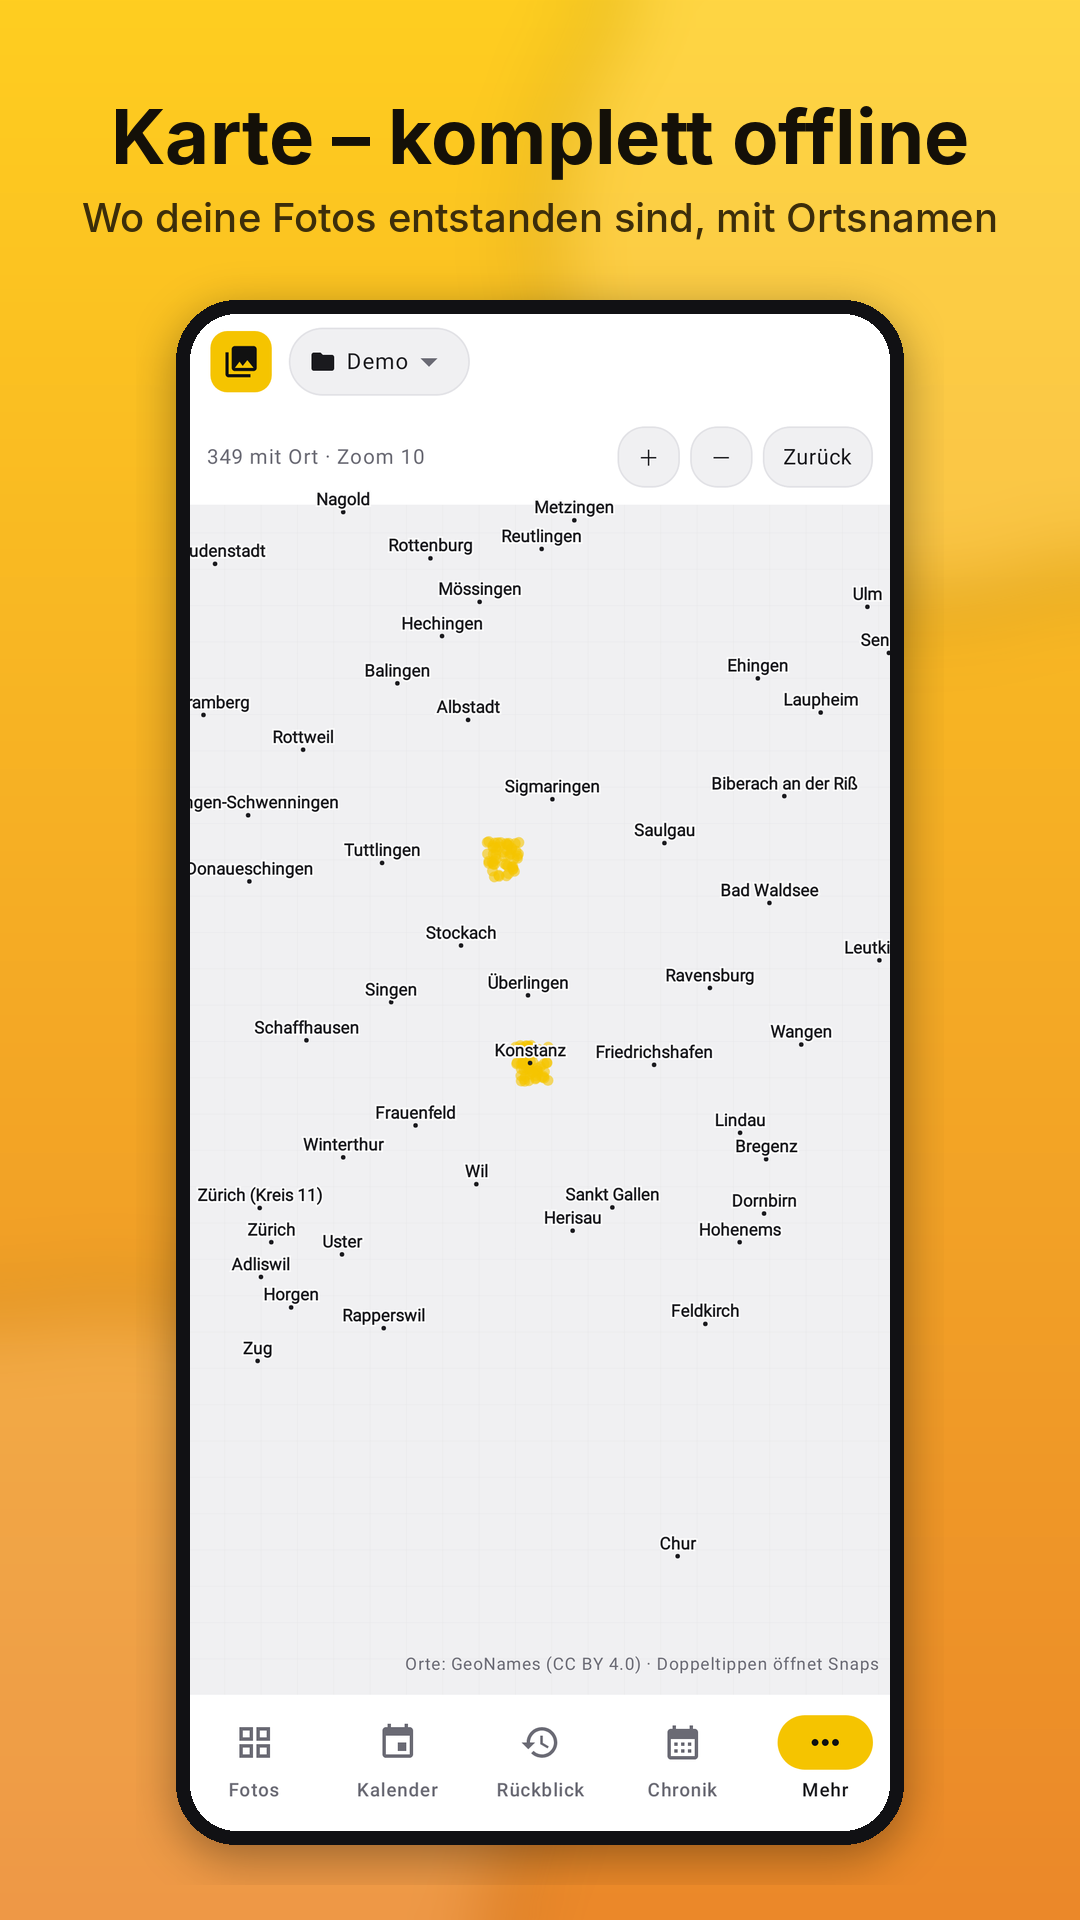 Karte – komplett offline
Wo deine Fotos entstanden sind, mit Ortsnamen
Demo
349 mit Ort · Zoom 10
+
−
Zurück
Nagold
Metzingen
Reutlingen
Rottenburg
udenstadt
Mössingen
Ulm
Hechingen
Sen
Ehingen
Balingen
Laupheim
ramberg
Albstadt
Rottweil
Biberach an der Riß
Sigmaringen
ngen-Schwenningen
Saulgau
Tuttlingen
Donaueschingen
Bad Waldsee
Stockach
Leutki
Ravensburg
Überlingen
Singen
Schaffhausen
Wangen
Konstanz
Friedrichshafen
Frauenfeld
Lindau
Winterthur
Bregenz
Wil
Zürich (Kreis 11)
Sankt Gallen
Dornbirn
Herisau
Zürich
Hohenems
Uster
Adliswil
Horgen
Feldkirch
Rapperswil
Zug
Chur
Orte: GeoNames (CC BY 4.0) · Doppeltippen öffnet Snaps
Fotos
Kalender
Rückblick
Chronik
Mehr